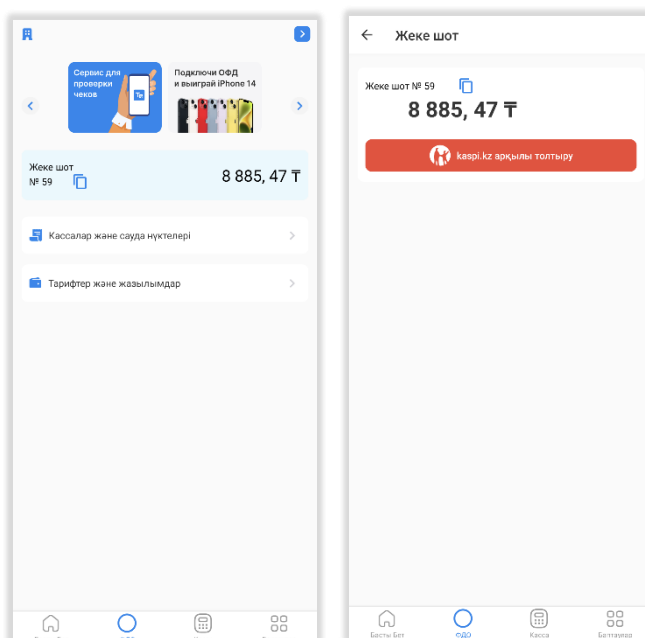 Сервис для
проверки
чеков
Подключи ОФД
и выиграй iPhone 14
Жеке шот
№ 59
8 885, 47 ₸
Кассалар және сауда нүктелері
Тарифтер және жазылымдар
Жеке шот
Жеке шот № 59
8 885, 47 ₸
kaspi.kz арқылы толтыру
Басты Бет
Касса